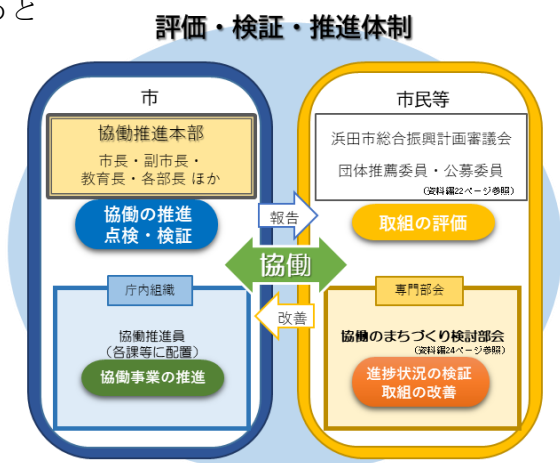 ると
評価・検証・推進体制
市
協働推進本部
市長・副市長・
教育長・各部長 ほか
協働の推進
点検・検証
庁内組織
協働推進員
（各課等に配置）
協働事業の推進
報告
協働
改善
市民等
浜田市総合振興計画審議会
団体推薦委員・公募委員
（資料編22ページ参照）
取組の評価
専門部会
協働のまちづくり検討部会
（資料編24ページ参照）
進捗状況の検証
取組の改善